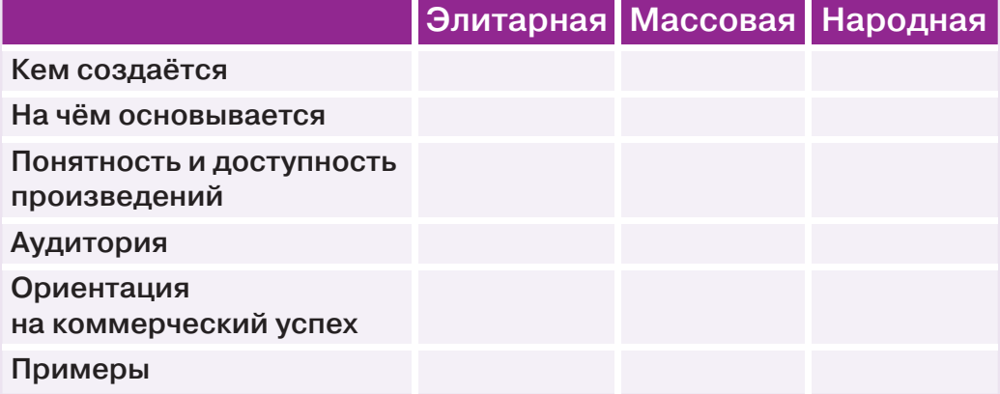 Элитарная Массовая Народная
Кем создаётся
На чём основывается
Понятность и доступность
произведений
Аудитория
Ориентация
на коммерческий успех
Примеры